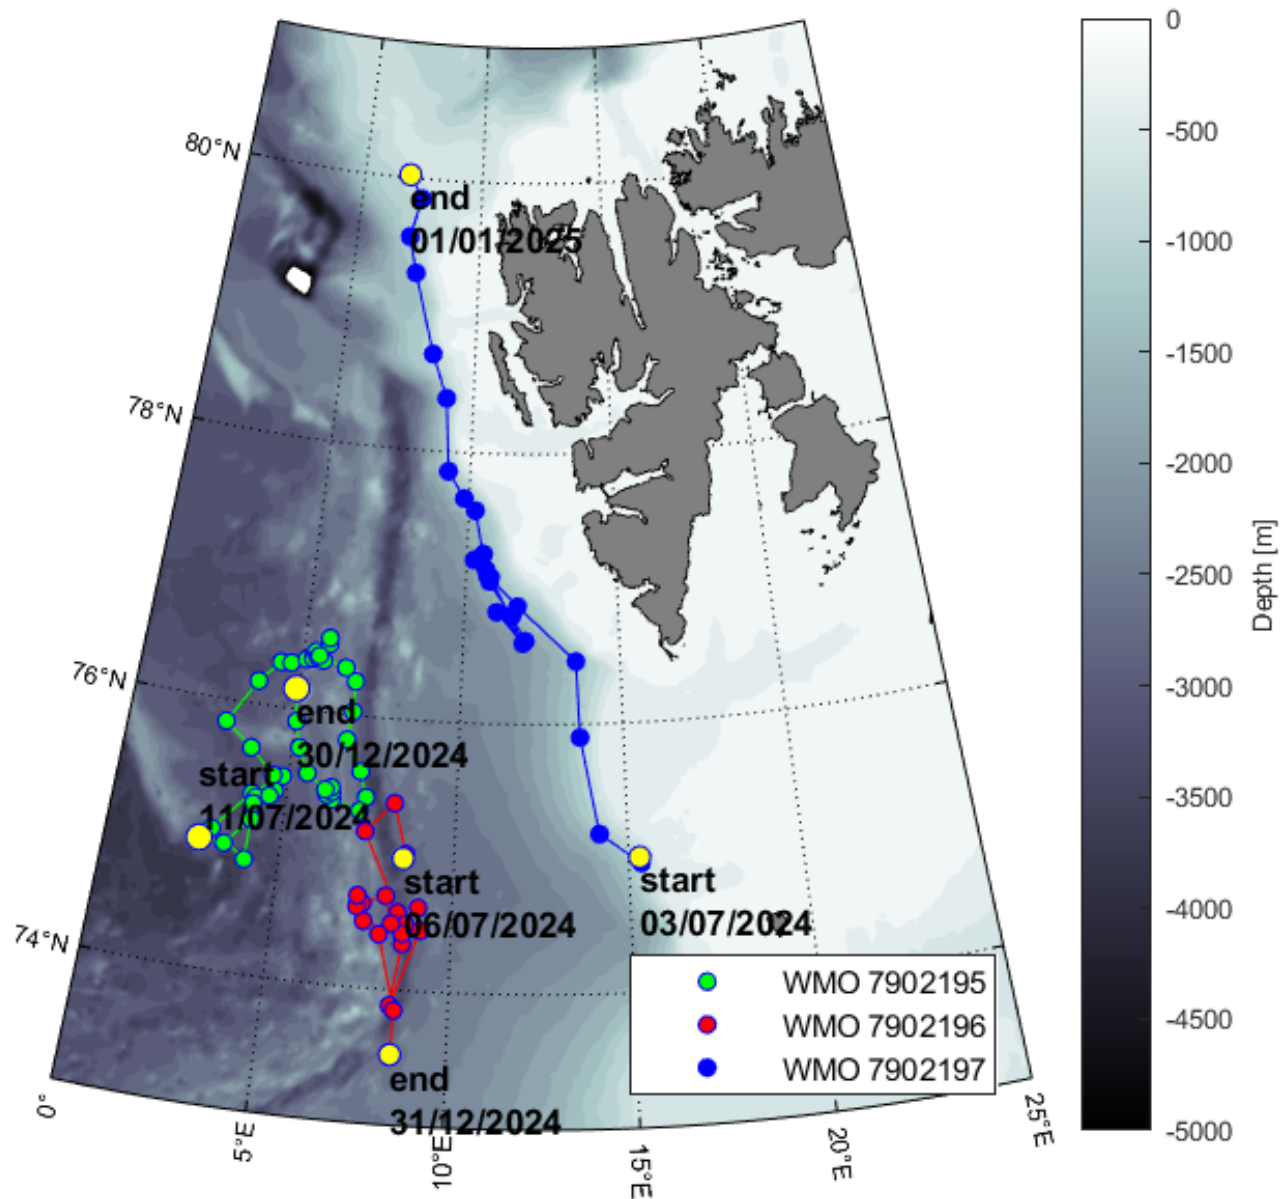 80°N
78°N
76°N
74°N
0°
5°E
10°E
15°E
20°E
25°E
end
01/01/2025
end
30/12/2024
start
11/07/2024
start
06/07/2024
start
03/07/2024
end
31/12/2024
WMO 7902195
WMO 7902196
WMO 7902197
0
-500
-1000
-1500
-2000
-2500
-3000
-3500
-4000
-4500
-5000
Depth [m]